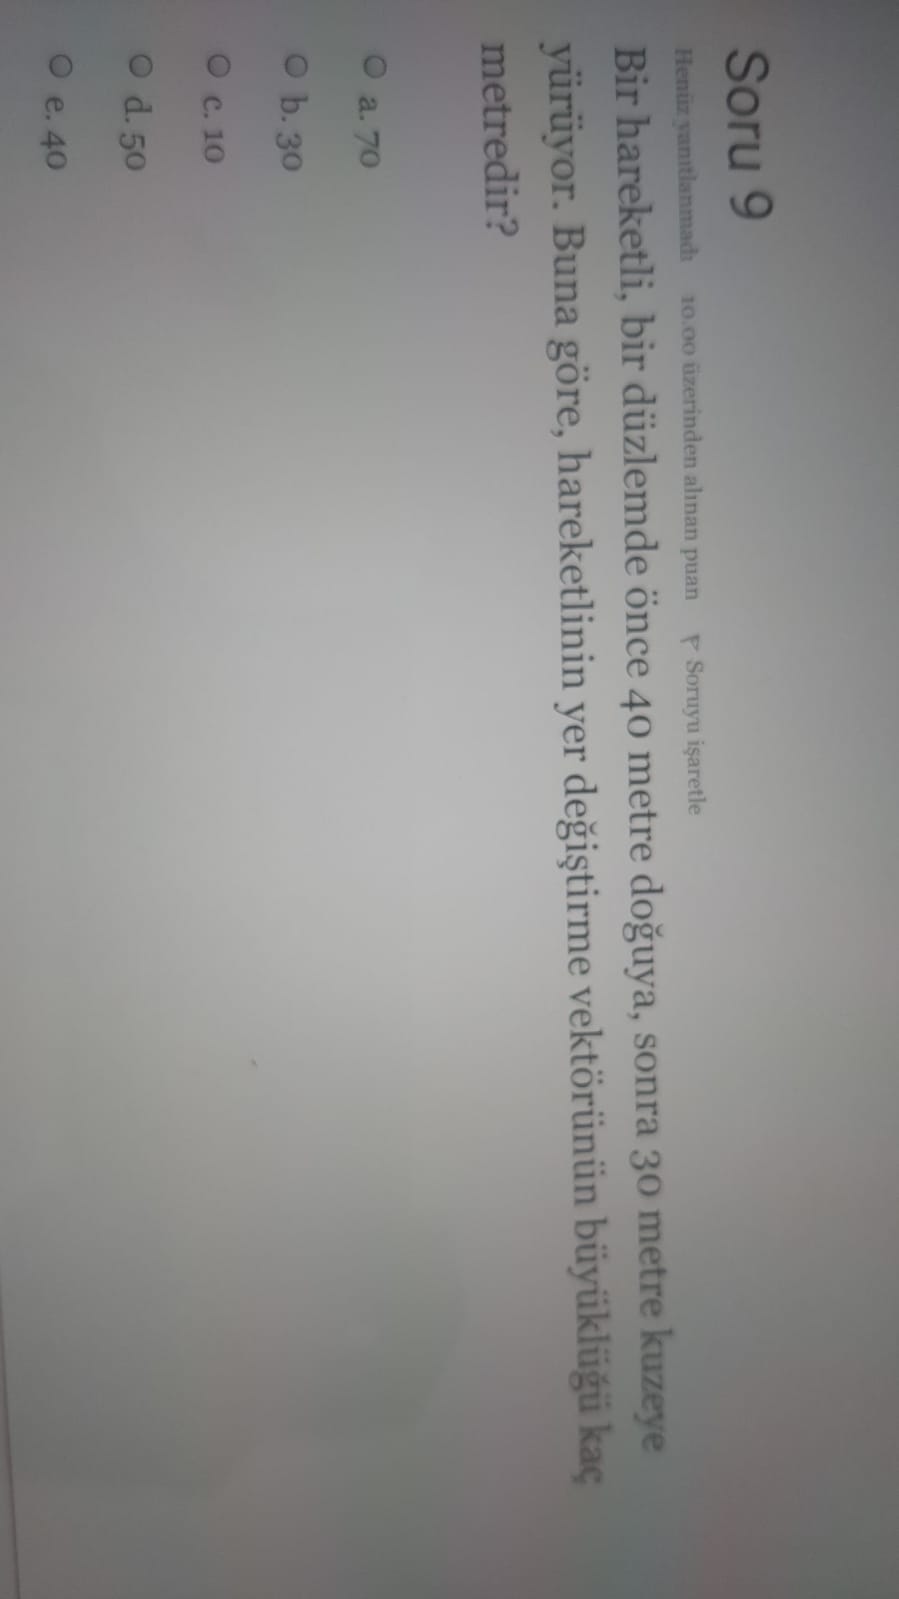 Soru 9
Henüz yanıtlanmadı 10.00 üzerinden alınan puan Soruyu işaretle
Bir hareketli, bir düzlemde önce 40 metre doğuya, sonra 30 metre kuzeye
yürüyor. Buna göre, hareketlinin yer değiştirme vektörünün büyüklüğü kaç
metredir?
a. 70
b. 30
c. 10
d. 50
e. 40